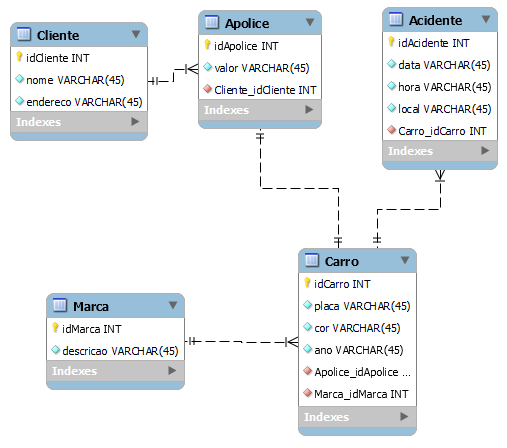 Cliente
idCliente INT
nome VARCHAR(45)
endereco VARCHAR(45)
Indexes
Apolice
idApolice INT
valor VARCHAR(45)
Cliente_idCliente INT
Indexes
Acidente
idAcidente INT
data VARCHAR(45)
hora VARCHAR(45)
local VARCHAR(45)
Carro_idCarro INT
Indexes
Marca
idMarca INT
descricao VARCHAR(45)
Indexes
Carro
idCarro INT
placa VARCHAR(45)
cor VARCHAR(45)
ano VARCHAR(45)
Apolice_idApolice ...
Marca_idMarca INT
Indexes